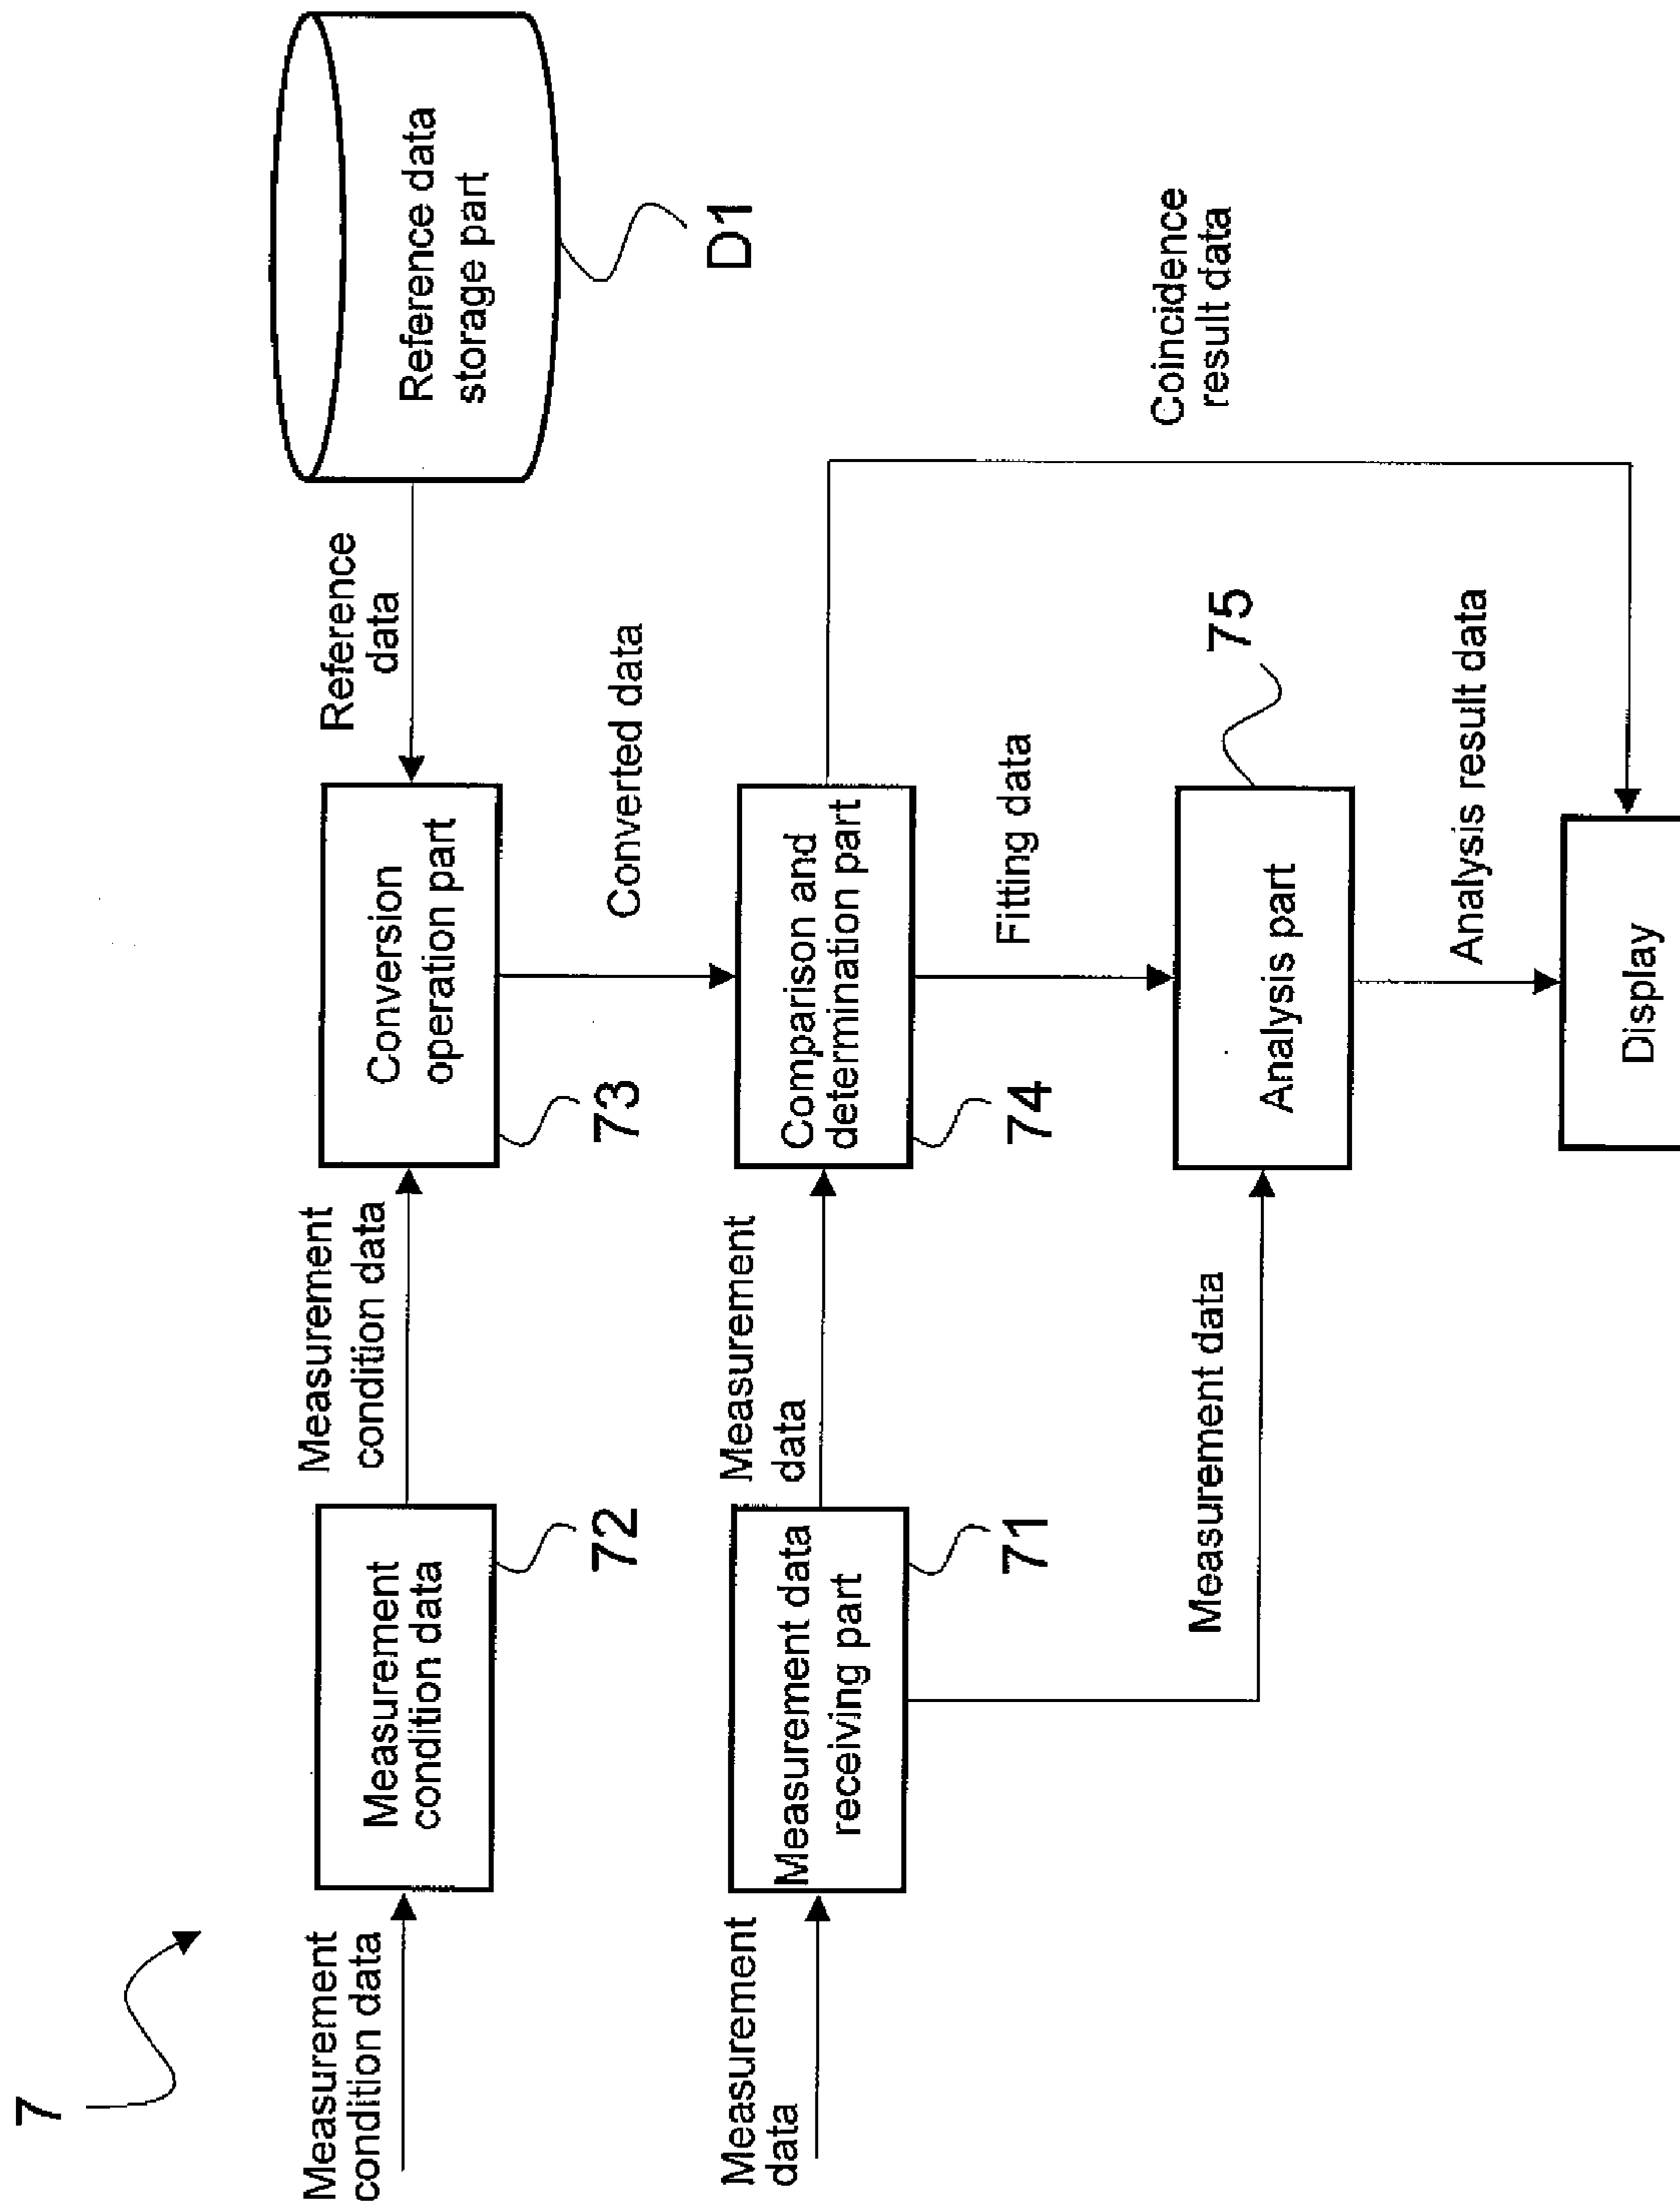 7
Measurement
condition data
Measurement
condition data
72
Measurement
condition data
Conversion
operation part
73
Reference
data
Reference data
storage part
D1
Converted data
Measurement
data
Measurement data
receiving part
71
Measurement
data
Comparison and
determination part
74
Coincidence
result data
Fitting data
Measurement data
Analysis part
75
Analysis result data
Display